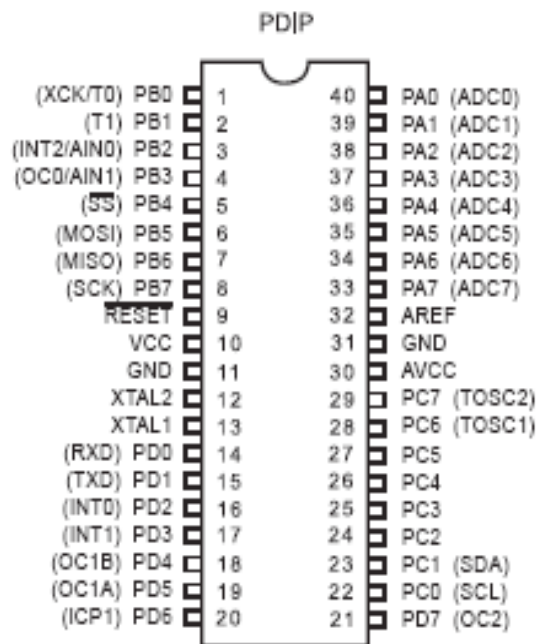 PDIP
(XCK/T0) PB0 1 40 PA0 (ADC0)
(T1) PB1 2 39 PA1 (ADC1)
(INT2/AIN0) PB2 3 38 PA2 (ADC2)
(OC0/AIN1) PB3 4 37 PA3 (ADC3)
(SS) PB4 5 36 PA4 (ADC4)
(MOSI) PB5 6 35 PA5 (ADC5)
(MISO) PB6 7 34 PA6 (ADC6)
(SCK) PB7 8 33 PA7 (ADC7)
RESET 9 32 AREF
VCC 10 31 GND
GND 11 30 AVCC
XTAL2 12 29 PC7 (TOSC2)
XTAL1 13 28 PC6 (TOSC1)
(RXD) PD0 14 27 PC5
(TXD) PD1 15 26 PC4
(INT0) PD2 16 25 PC3
(INT1) PD3 17 24 PC2
(OC1B) PD4 18 23 PC1 (SDA)
(OC1A) PD5 19 22 PC0 (SCL)
(ICP1) PD6 20 21 PD7 (OC2)